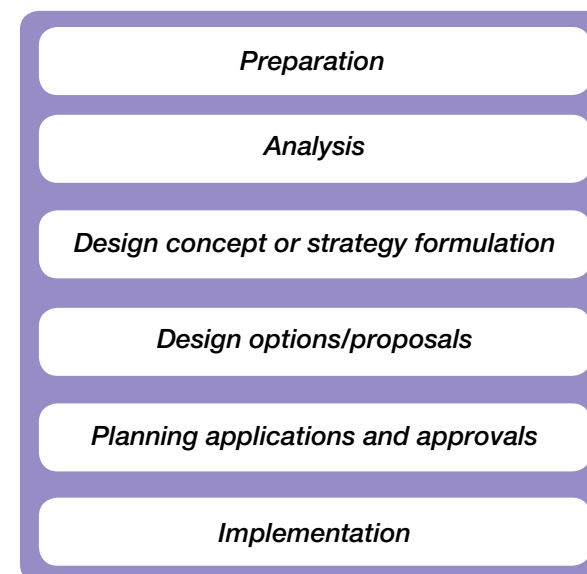 Preparation
Analysis
Design concept or strategy formulation
Design options/proposals
Planning applications and approvals
Implementation